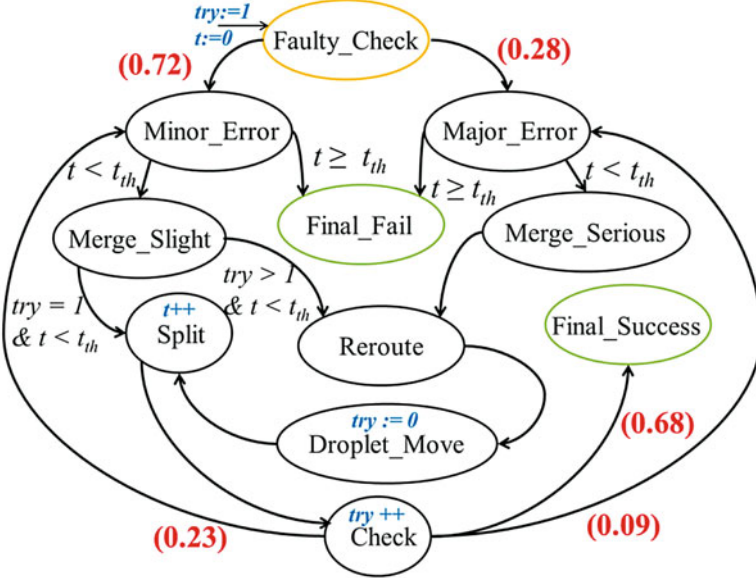 try:=1
t:=0
Faulty_Check
(0.72)
(0.28)
Minor_Error
Major_Error
t ≥ t_th
t < t_th
t ≥ t_th
t < t_th
Final_Fail
Merge_Slight
Merge_Serious
try > 1
& t < t_th
try = 1
& t < t_th
t++
Split
Reroute
Final_Success
try := 0
Droplet_Move
(0.68)
try ++
Check
(0.23)
(0.09)